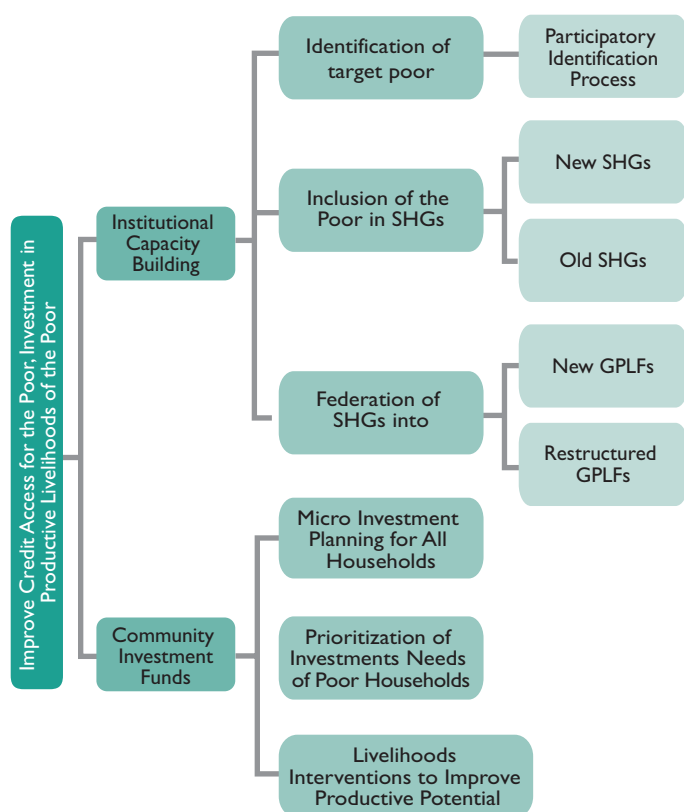 Improve Credit Access for the Poor, Investment in
Productive Livelihoods of the Poor
Institutional
Capacity
Building
Identification of
target poor
Participatory
Identification
Process
Inclusion of the
Poor in SHGs
New SHGs
Old SHGs
Federation of
SHGs into
New GPLFs
Restructured
GPLFs
Community
Investment
Funds
Micro Investment
Planning for All
Households
Prioritization of
Investments Needs
of Poor Households
Livelihoods
Interventions to Improve
Productive Potential